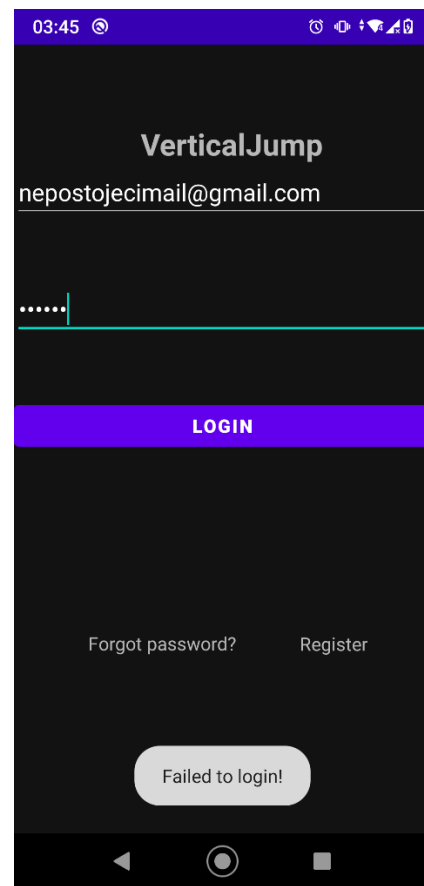 03:45
VerticalJump
nepostojecimail@gmail.com
••••••
LOGIN
Forgot password? Register
Failed to login!